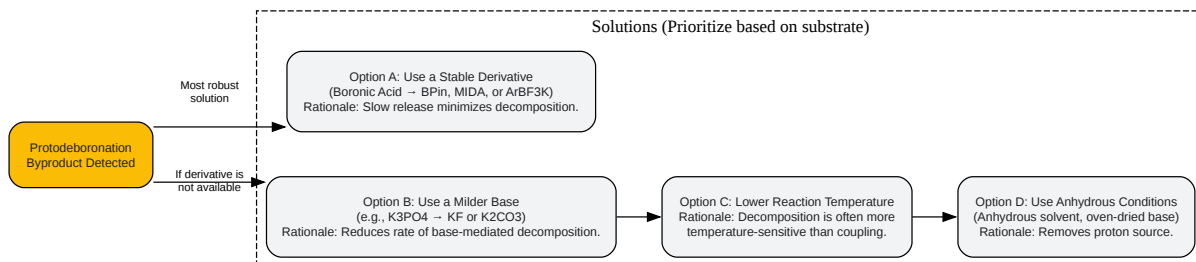 Solutions (Prioritize based on substrate)
Most robust
solution
Option A: Use a Stable Derivative
(Boronic Acid → BPin, MIDA, or ArBF3K)
Rationale: Slow release minimizes decomposition.
Protodeboronation
Byproduct Detected
If derivative is
not available
Option B: Use a Milder Base
(e.g., K3PO4 → KF or K2CO3)
Rationale: Reduces rate of base-mediated decomposition.
Option C: Lower Reaction Temperature
Rationale: Decomposition is often more
temperature-sensitive than coupling.
Option D: Use Anhydrous Conditions
(Anhydrous solvent, oven-dried base)
Rationale: Removes proton source.